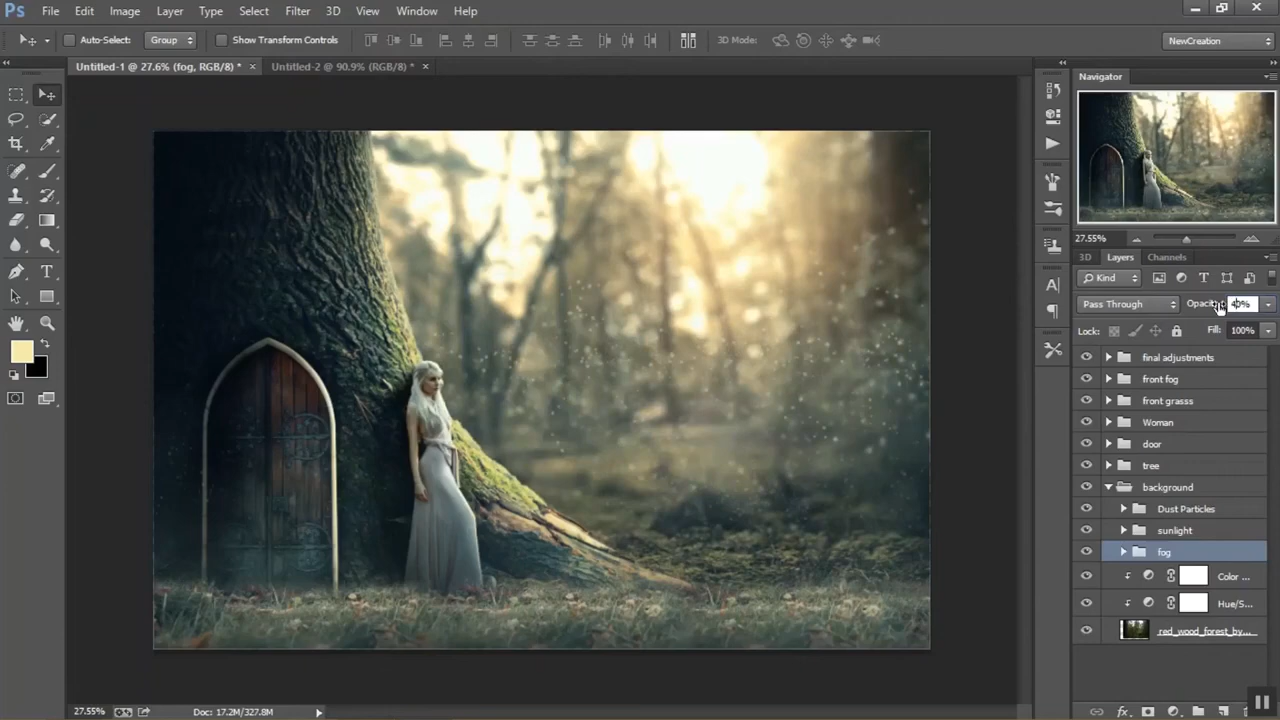 Ps File Edit Image Layer Type Select Filter 3D View Window Help
Auto-Select: Group Show Transform Controls 3D Mode: NewCreation
Untitled-1 @ 27.6% (fog, RGB/8) * × Untitled-2 @ 90.9% (RGB/8) * ×
Navigator
27.55%
3D Layers Channels
Kind
Pass Through Opacity: 40%
Lock: Fill: 100%
final adjustments
front fog
front grasss
Woman
door
tree
background
Dust Particles
sunlight
fog
Color ...
Hue/S...
red_wood_forest_by...
27.55% Doc: 17.2M/327.8M